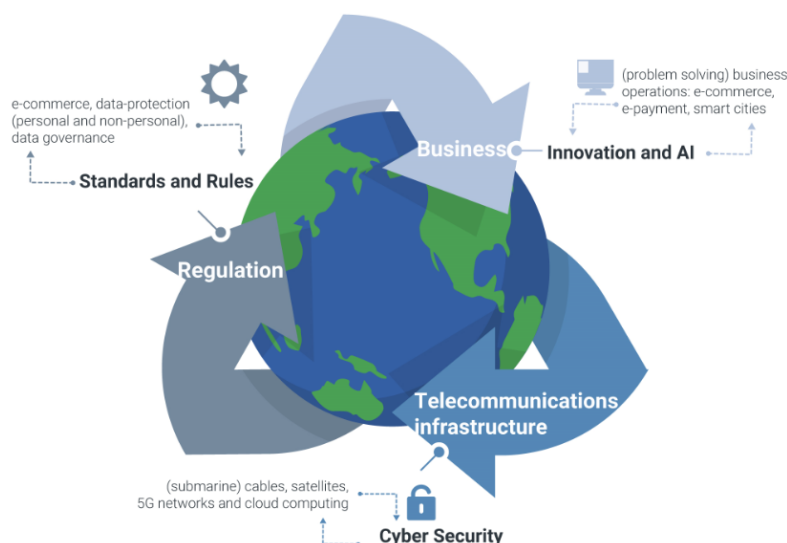 (problem solving) business
operations: e-commerce,
e-payment, smart cities
e-commerce, data-protection
(personal and non-personal),
data governance
Business
Innovation and AI
Standards and Rules
Regulation
Telecommunications
infrastructure
(submarine) cables, satellites,
5G networks and cloud computing
Cyber Security